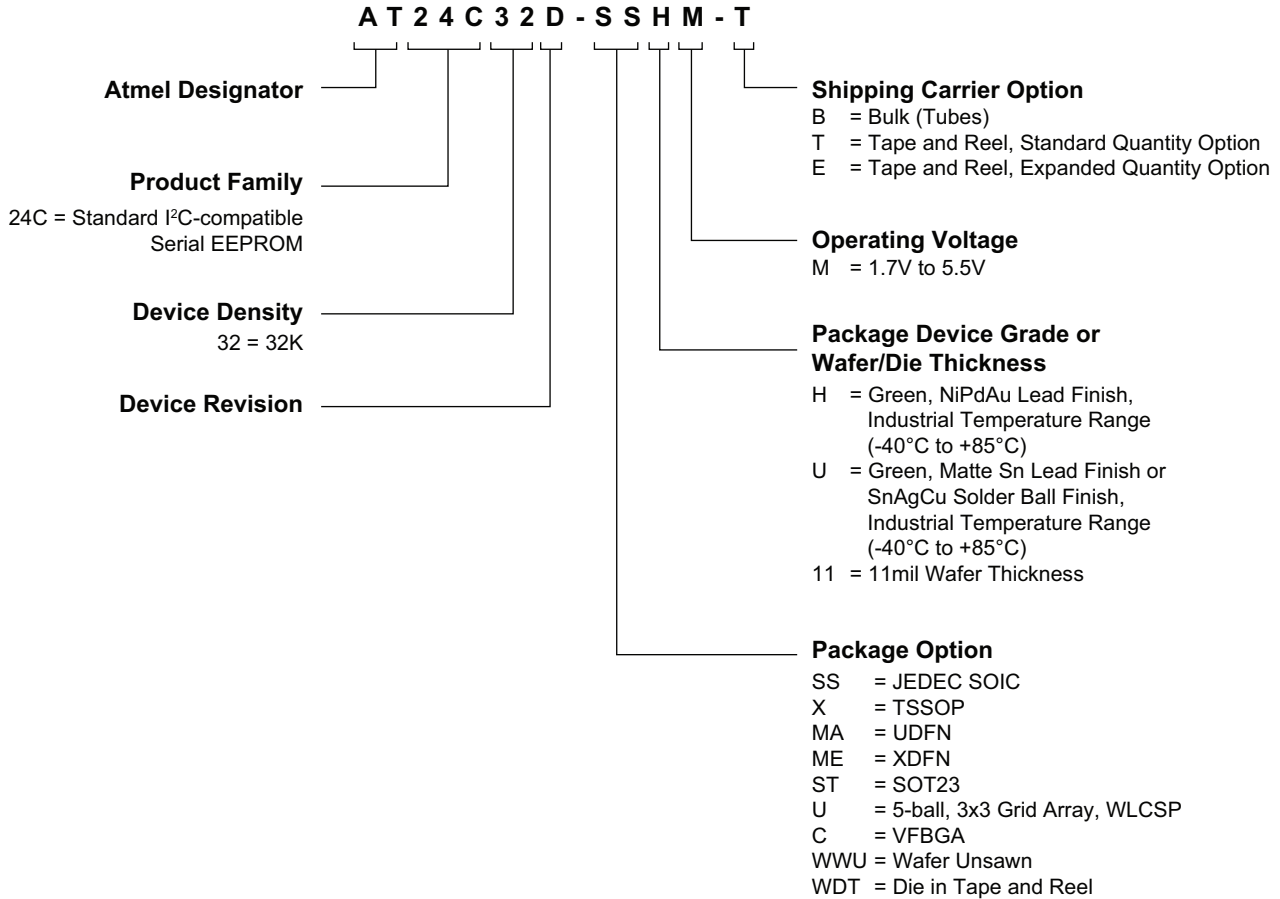 A T 2 4 C 3 2 D - S S H M - T
Atmel Designator
Product Family
24C = Standard I²C-compatible
Serial EEPROM
Device Density
32 = 32K
Device Revision
Shipping Carrier Option
B = Bulk (Tubes)
T = Tape and Reel, Standard Quantity Option
E = Tape and Reel, Expanded Quantity Option
Operating Voltage
M = 1.7V to 5.5V
Package Device Grade or
Wafer/Die Thickness
H = Green, NiPdAu Lead Finish,
Industrial Temperature Range
(-40°C to +85°C)
U = Green, Matte Sn Lead Finish or
SnAgCu Solder Ball Finish,
Industrial Temperature Range
(-40°C to +85°C)
11 = 11mil Wafer Thickness
Package Option
SS = JEDEC SOIC
X = TSSOP
MA = UDFN
ME = XDFN
ST = SOT23
U = 5-ball, 3x3 Grid Array, WLCSP
C = VFBGA
WWU = Wafer Unsawn
WDT = Die in Tape and Reel